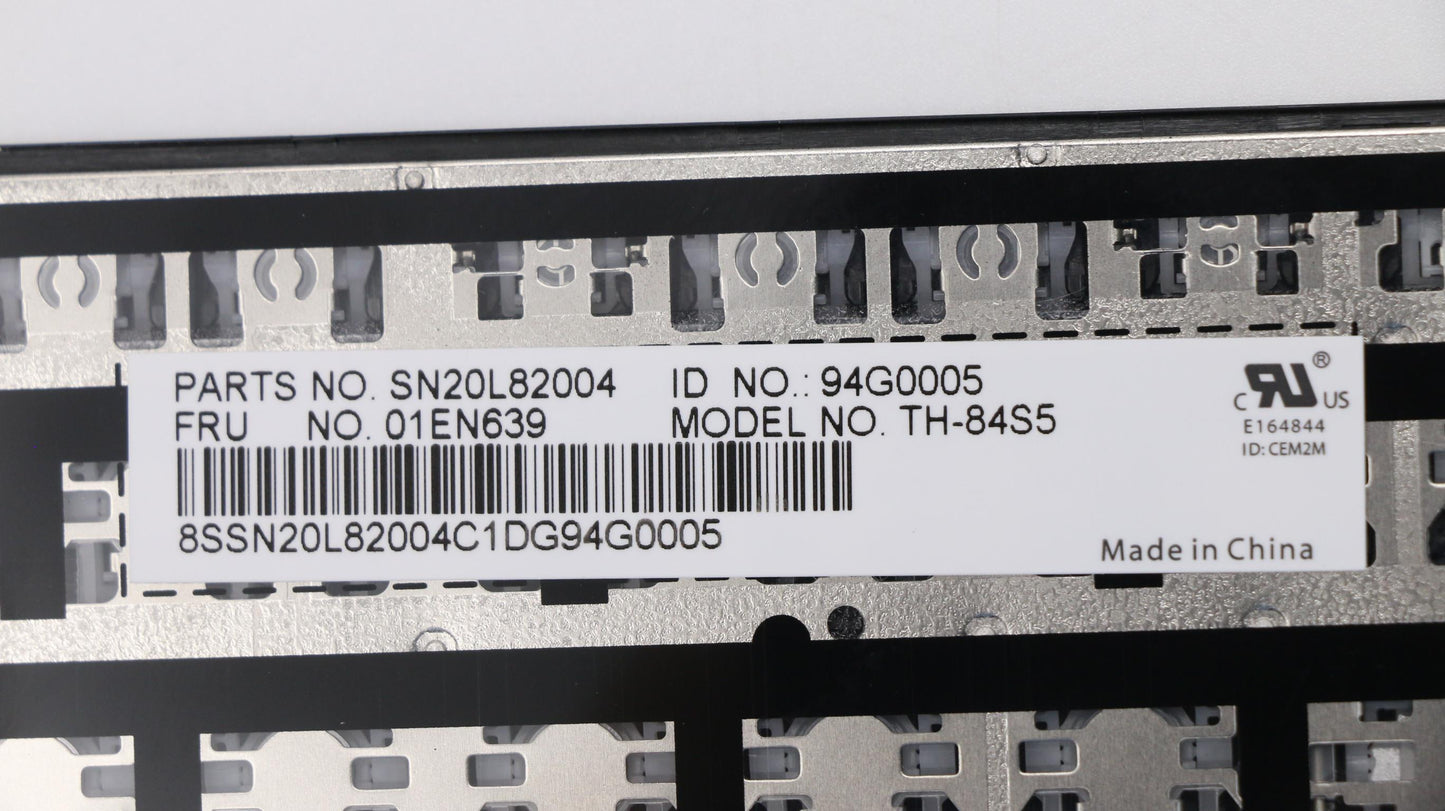 PARTS NO. SN20L82004 ID NO.: 94G0005
FRU NO. 01EN639 MODEL NO. TH-84S5
8SSN20L82004C1DG94G0005
C RU ® US
E164844
ID: CEM2M
Made in China